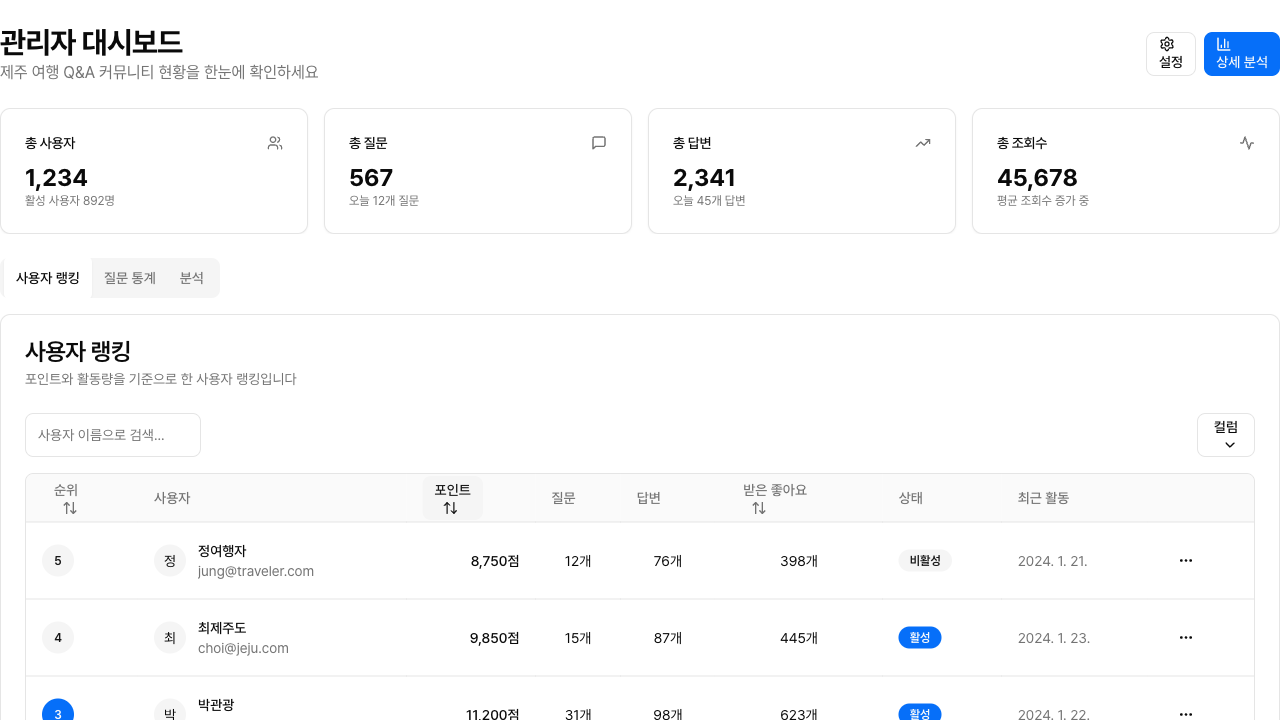 관리자 대시보드
제주 여행 Q&A 커뮤니티 현황을 한눈에 확인하세요
설정
상세 분석
총 사용자
1,234
활성 사용자 892명
총 질문
567
오늘 12개 질문
총 답변
2,341
오늘 45개 답변
총 조회수
45,678
평균 조회수 증가 중
사용자 랭킹 질문 통계 분석
사용자 랭킹
포인트와 활동량을 기준으로 한 사용자 랭킹입니다
사용자 이름으로 검색...
컬럼
순위 사용자 포인트 질문 답변 받은 좋아요 상태 최근 활동
5 정 정여행자 8,750점 12개 76개 398개 비활성 2024. 1. 21.
jung@traveler.com
4 최 최제주도 9,850점 15개 87개 445개 활성 2024. 1. 23.
choi@jeju.com
3 박 박관광 11,200점 31개 98개 623개 활성 2024. 1. 22.